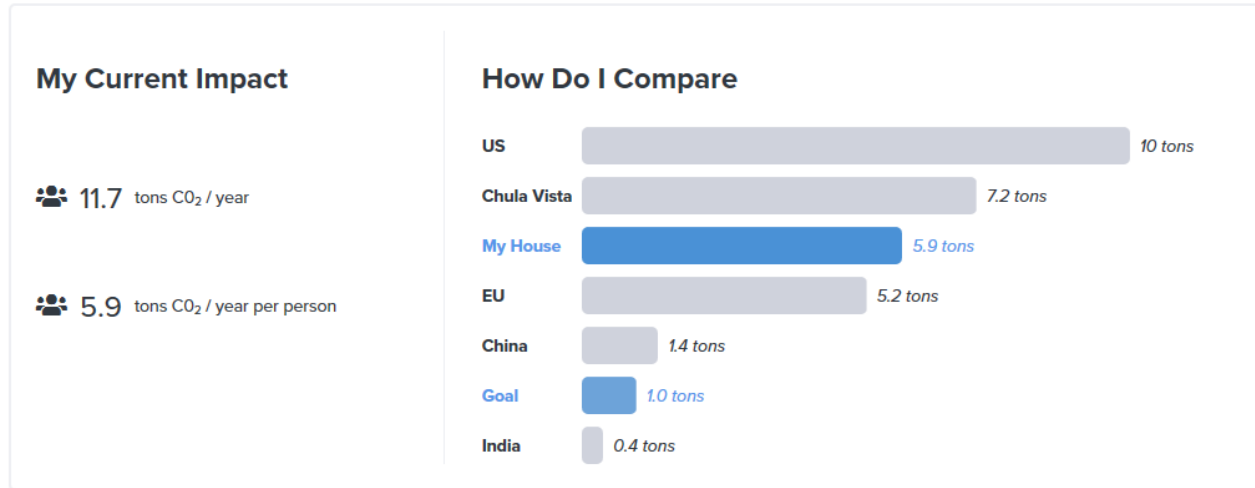 My Current Impact
11.7 tons C0₂ / year
5.9 tons C0₂ / year per person
How Do I Compare
US 10 tons
Chula Vista 7.2 tons
My House 5.9 tons
EU 5.2 tons
China 1.4 tons
Goal 1.0 tons
India 0.4 tons